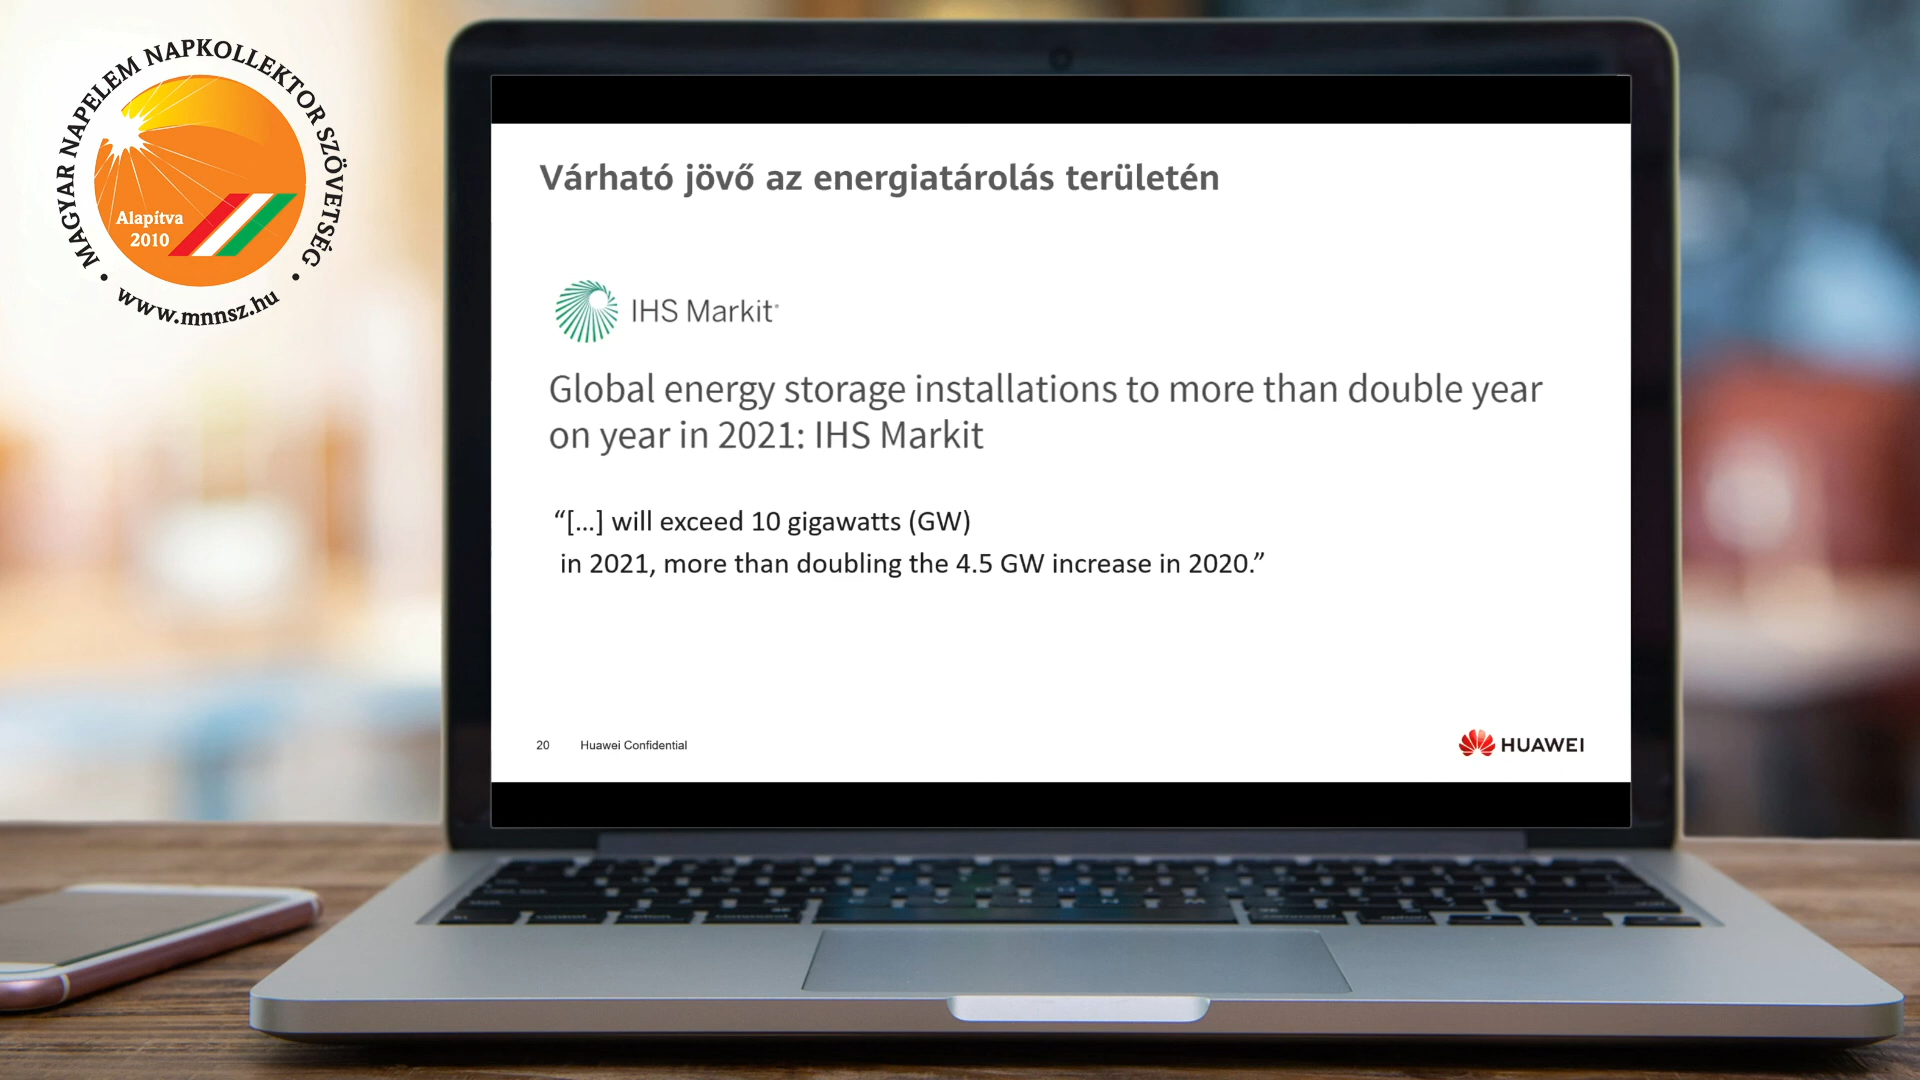 • MAGYAR NAPELEM NAPKOLLEKTOR SZÖVETSÉG •
Alapítva
2010
www.mnnsz.hu
Várható jövő az energiatárolás területén
IHS Markit
Global energy storage installations to more than double year
on year in 2021: IHS Markit
“[...] will exceed 10 gigawatts (GW)
in 2021, more than doubling the 4.5 GW increase in 2020.”
20 Huawei Confidential
HUAWEI